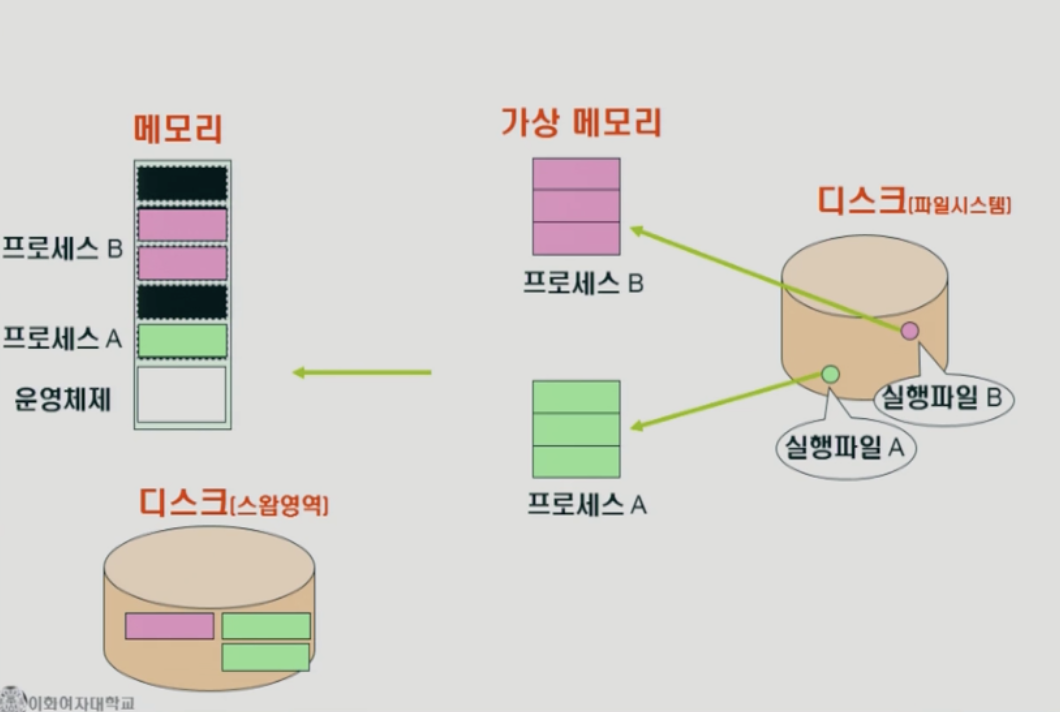 메모리
가상 메모리
디스크(파일시스템)
프로세스 B
프로세스 B
프로세스 A
운영체제
실행파일 B
실행파일 A
디스크(스왑영역)
프로세스 A
이화여자대학교